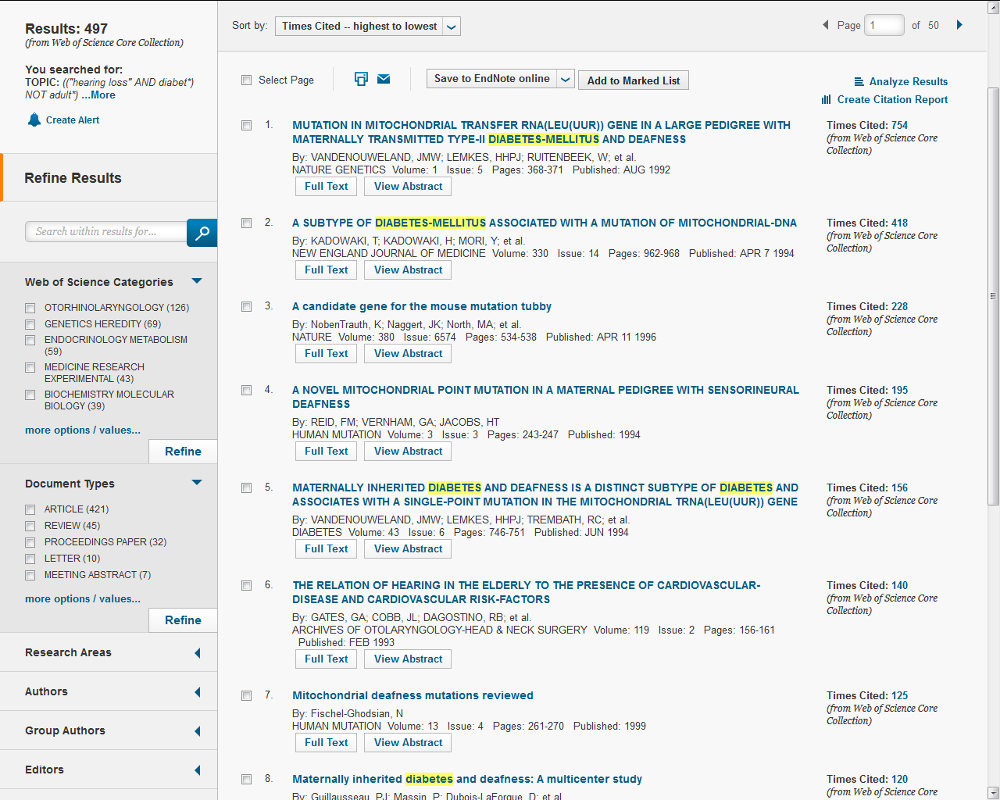 Results: 497
(from Web of Science Core Collection)
You searched for:
TOPIC: (("hearing loss" AND diabet*)
NOT adult*) ...More
Create Alert
Refine Results
Search within results for...
Web of Science Categories
OTORHINOLARYNGOLOGY (126)
GENETICS HEREDITY (69)
ENDOCRINOLOGY METABOLISM
(59)
MEDICINE RESEARCH
EXPERIMENTAL (43)
BIOCHEMISTRY MOLECULAR
BIOLOGY (39)
more options / values...
Refine
Document Types
ARTICLE (421)
REVIEW (45)
PROCEEDINGS PAPER (32)
LETTER (10)
MEETING ABSTRACT (7)
more options / values...
Refine
Research Areas
Authors
Group Authors
Editors
Sort by: Times Cited -- highest to lowest
Page 1 of 50
Select Page
Save to EndNote online
Add to Marked List
Analyze Results
Create Citation Report
1. MUTATION IN MITOCHONDRIAL TRANSFER RNA(LEU(UUR)) GENE IN A LARGE PEDIGREE WITH
MATERNALLY TRANSMITTED TYPE-II DIABETES-MELLITUS AND DEAFNESS
By: VANDENOUWELAND, JMW; LEMKES, HHPJ; RUITENBEEK, W; et al.
NATURE GENETICS Volume: 1 Issue: 5 Pages: 368-371 Published: AUG 1992
Full Text View Abstract
Times Cited: 754
(from Web of Science Core
Collection)
2. A SUBTYPE OF DIABETES-MELLITUS ASSOCIATED WITH A MUTATION OF MITOCHONDRIAL-DNA
By: KADOWAKI, T; KADOWAKI, H; MORI, Y; et al.
NEW ENGLAND JOURNAL OF MEDICINE Volume: 330 Issue: 14 Pages: 962-968 Published: APR 7 1994
Full Text View Abstract
Times Cited: 418
(from Web of Science Core
Collection)
3. A candidate gene for the mouse mutation tubby
By: NobenTrauth, K; Naggert, JK; North, MA; et al.
NATURE Volume: 380 Issue: 6574 Pages: 534-538 Published: APR 11 1996
Full Text View Abstract
Times Cited: 228
(from Web of Science Core
Collection)
4. A NOVEL MITOCHONDRIAL POINT MUTATION IN A MATERNAL PEDIGREE WITH SENSORINEURAL
DEAFNESS
By: REID, FM; VERNHAM, GA; JACOBS, HT
HUMAN MUTATION Volume: 3 Issue: 3 Pages: 243-247 Published: 1994
Full Text View Abstract
Times Cited: 195
(from Web of Science Core
Collection)
5. MATERNALLY INHERITED DIABETES AND DEAFNESS IS A DISTINCT SUBTYPE OF DIABETES AND
ASSOCIATES WITH A SINGLE-POINT MUTATION IN THE MITOCHONDRIAL TRNA(LEU(UUR)) GENE
By: VANDENOUWELAND, JMW; LEMKES, HHPJ; TREMBATH, RC; et al.
DIABETES Volume: 43 Issue: 6 Pages: 746-751 Published: JUN 1994
Full Text View Abstract
Times Cited: 156
(from Web of Science Core
Collection)
6. THE RELATION OF HEARING IN THE ELDERLY TO THE PRESENCE OF CARDIOVASCULAR-
DISEASE AND CARDIOVASCULAR RISK-FACTORS
By: GATES, GA; COBB, JL; DAGOSTINO, RB; et al.
ARCHIVES OF OTOLARYNGOLOGY-HEAD & NECK SURGERY Volume: 119 Issue: 2 Pages: 156-161
Published: FEB 1993
Full Text View Abstract
Times Cited: 140
(from Web of Science Core
Collection)
7. Mitochondrial deafness mutations reviewed
By: Fischel-Ghodsian, N
HUMAN MUTATION Volume: 13 Issue: 4 Pages: 261-270 Published: 1999
Full Text View Abstract
Times Cited: 125
(from Web of Science Core
Collection)
8. Maternally inherited diabetes and deafness: A multicenter study
By: Guillausseau, PJ; Massin, P; Dubois-LaForgue, D; et al.
Times Cited: 120
(from Web of Science Core